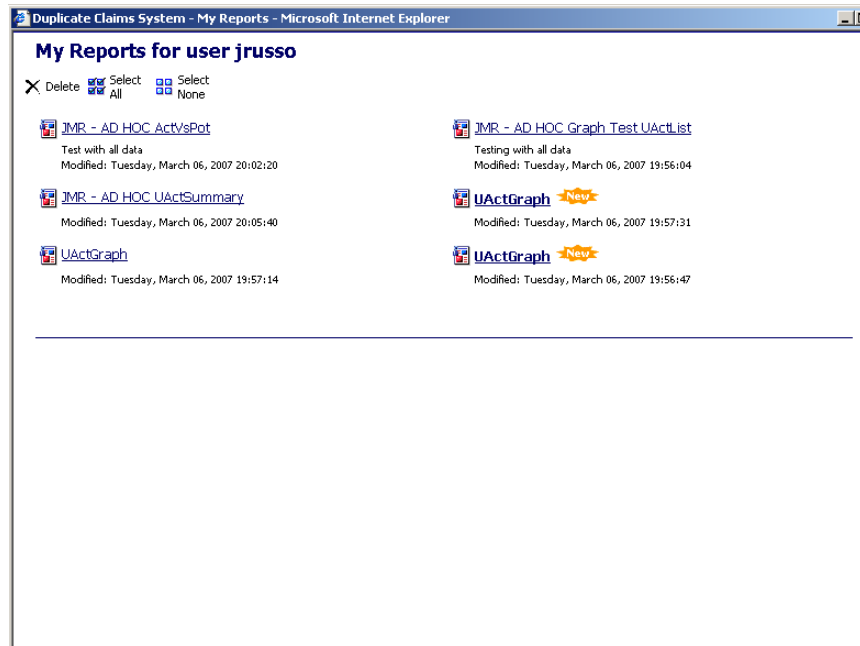 Duplicate Claims System - My Reports - Microsoft Internet Explorer
My Reports for user jrusso
Delete Select All Select None
JMR - AD HOC ActVsPot
Test with all data
Modified: Tuesday, March 06, 2007 20:02:20
JMR - AD HOC Graph Test UActList
Testing with all data
Modified: Tuesday, March 06, 2007 19:56:04
JMR - AD HOC UActSummary
Modified: Tuesday, March 06, 2007 20:05:40
UActGraph New
Modified: Tuesday, March 06, 2007 19:57:31
UActGraph
Modified: Tuesday, March 06, 2007 19:57:14
UActGraph New
Modified: Tuesday, March 06, 2007 19:56:47